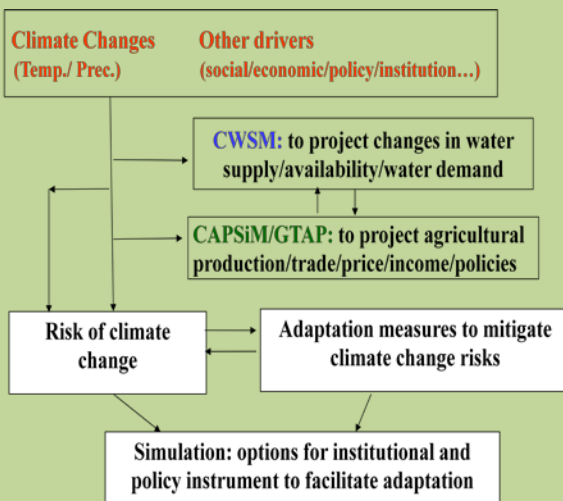 Climate Changes Other drivers
(Temp./ Prec.) (social/economic/policy/institution…)
CWSM: to project changes in water
supply/availability/water demand
CAPSiM/GTAP: to project agricultural
production/trade/price/income/policies
Risk of climate
change
Adaptation measures to mitigate
climate change risks
Simulation: options for institutional and
policy instrument to facilitate adaptation